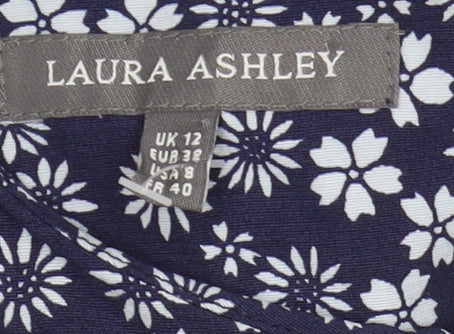 LAURA ASHLEY
UK 12
EUR 38
USA 8
FR 40